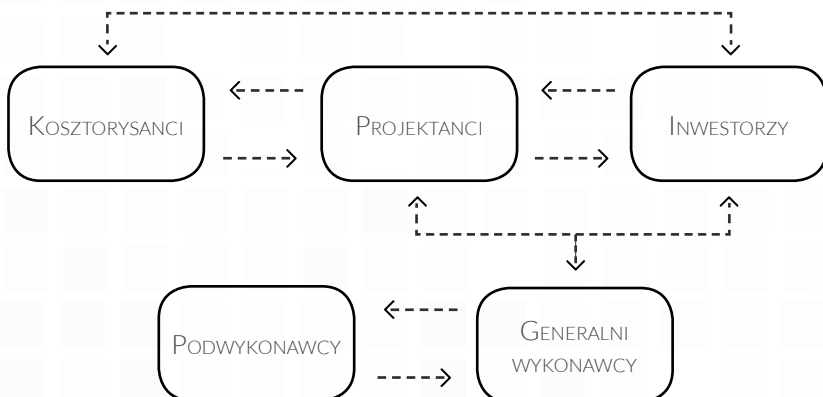 Kosztorysanci
Projektanci
Inwestorzy
Podwykonawcy
Generalni
wykonawcy